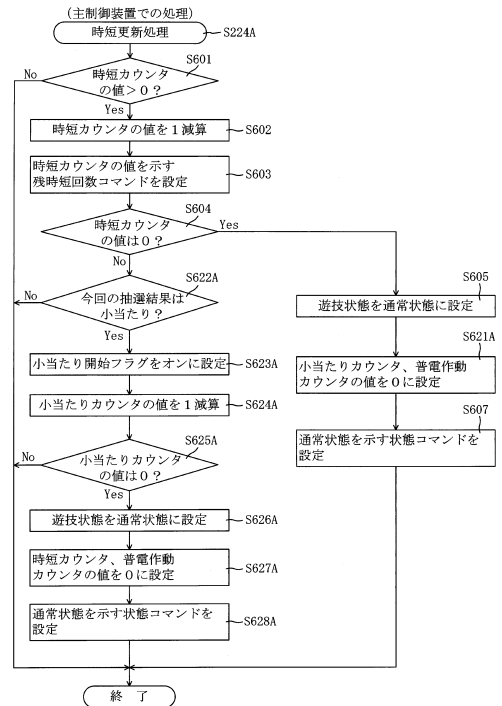 (主制御装置での処理)
時短更新処理
S224A
S601
No
時短カウンタ
の値>0?
Yes
時短カウンタの値を1減算
S602
時短カウンタの値を示す
残時短回数コマンドを設定
S603
S604
時短カウンタ
の値は0?
Yes
No
S622A
No
今回の抽選結果は
小当たり?
Yes
小当たり開始フラグをオンに設定
S623A
小当たりカウンタの値を1減算
S624A
S625A
No
小当たりカウンタ
の値は0?
Yes
遊技状態を通常状態に設定
S626A
時短カウンタ、普電作動
カウンタの値を0に設定
S627A
通常状態を示す状態コマンドを
設定
S628A
S605
遊技状態を通常状態に設定
S621A
小当たりカウンタ、普電作動
カウンタの値を0に設定
S607
通常状態を示す状態コマンドを
設定
終 了